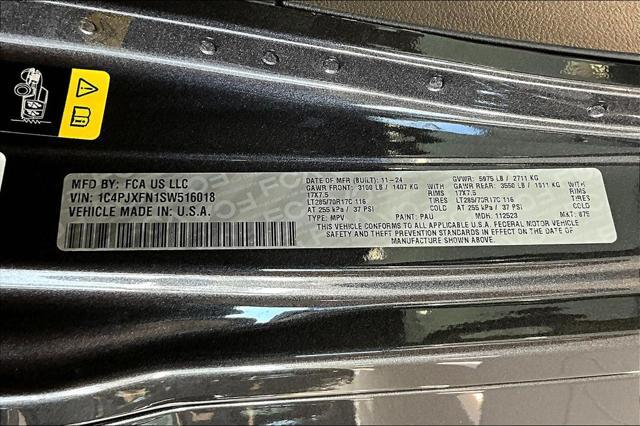 MFD BY: FCA US LLC
VIN: 1C4PJXFN1SW516018
VEHICLE MADE IN U.S.A.
DATE OF MFR (BUILT): 11-24 GVWR: 5975 LB / 2711 KG
GAWR FRONT: 3100 LB / 1407 KG WITH GAWR REAR: 3550 LB / 1611 KG WITH
17X7.5 RIMS 17X7.5 RIMS
LT285/70R17C 116 TIRES LT285/70R17C 116 TIRES
AT 255 kPa / 37 PSI COLD AT 255 kPa / 37 PSI COLD
TYPE: MPV PAINT: PAU MDH: 112523 MKT: 87E
THIS VEHICLE CONFORMS TO ALL APPLICABLE U.S.A. FEDERAL MOTOR VEHICLE
SAFETY AND THEFT PREVENTION STANDARDS IN EFFECT ON THE DATE OF
MANUFACTURE SHOWN ABOVE.